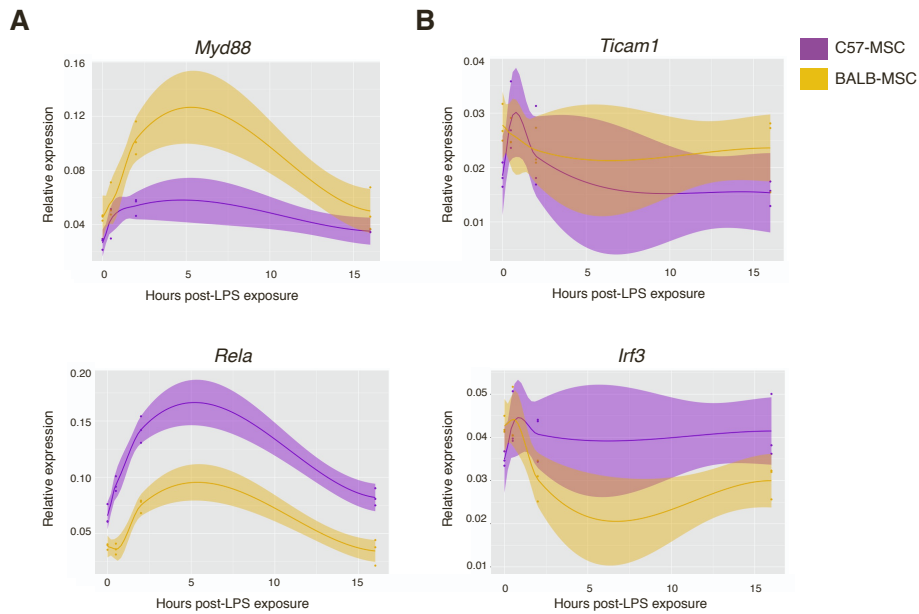 A
B
Myd88
Ticam1
C57-MSC
BALB-MSC
0.16
0.12
0.08
0.04
Relative expression
0 5 10 15
Hours post-LPS exposure
0.04
0.03
0.02
0.01
Relative expression
0 5 10 15
Hours post-LPS exposure
Rela
Irf3
0.20
0.15
0.10
0.05
Relative expression
0 5 10 15
Hours post-LPS exposure
0.05
0.04
0.03
0.02
0.01
Relative expression
0 5 10 15
Hours post-LPS exposure